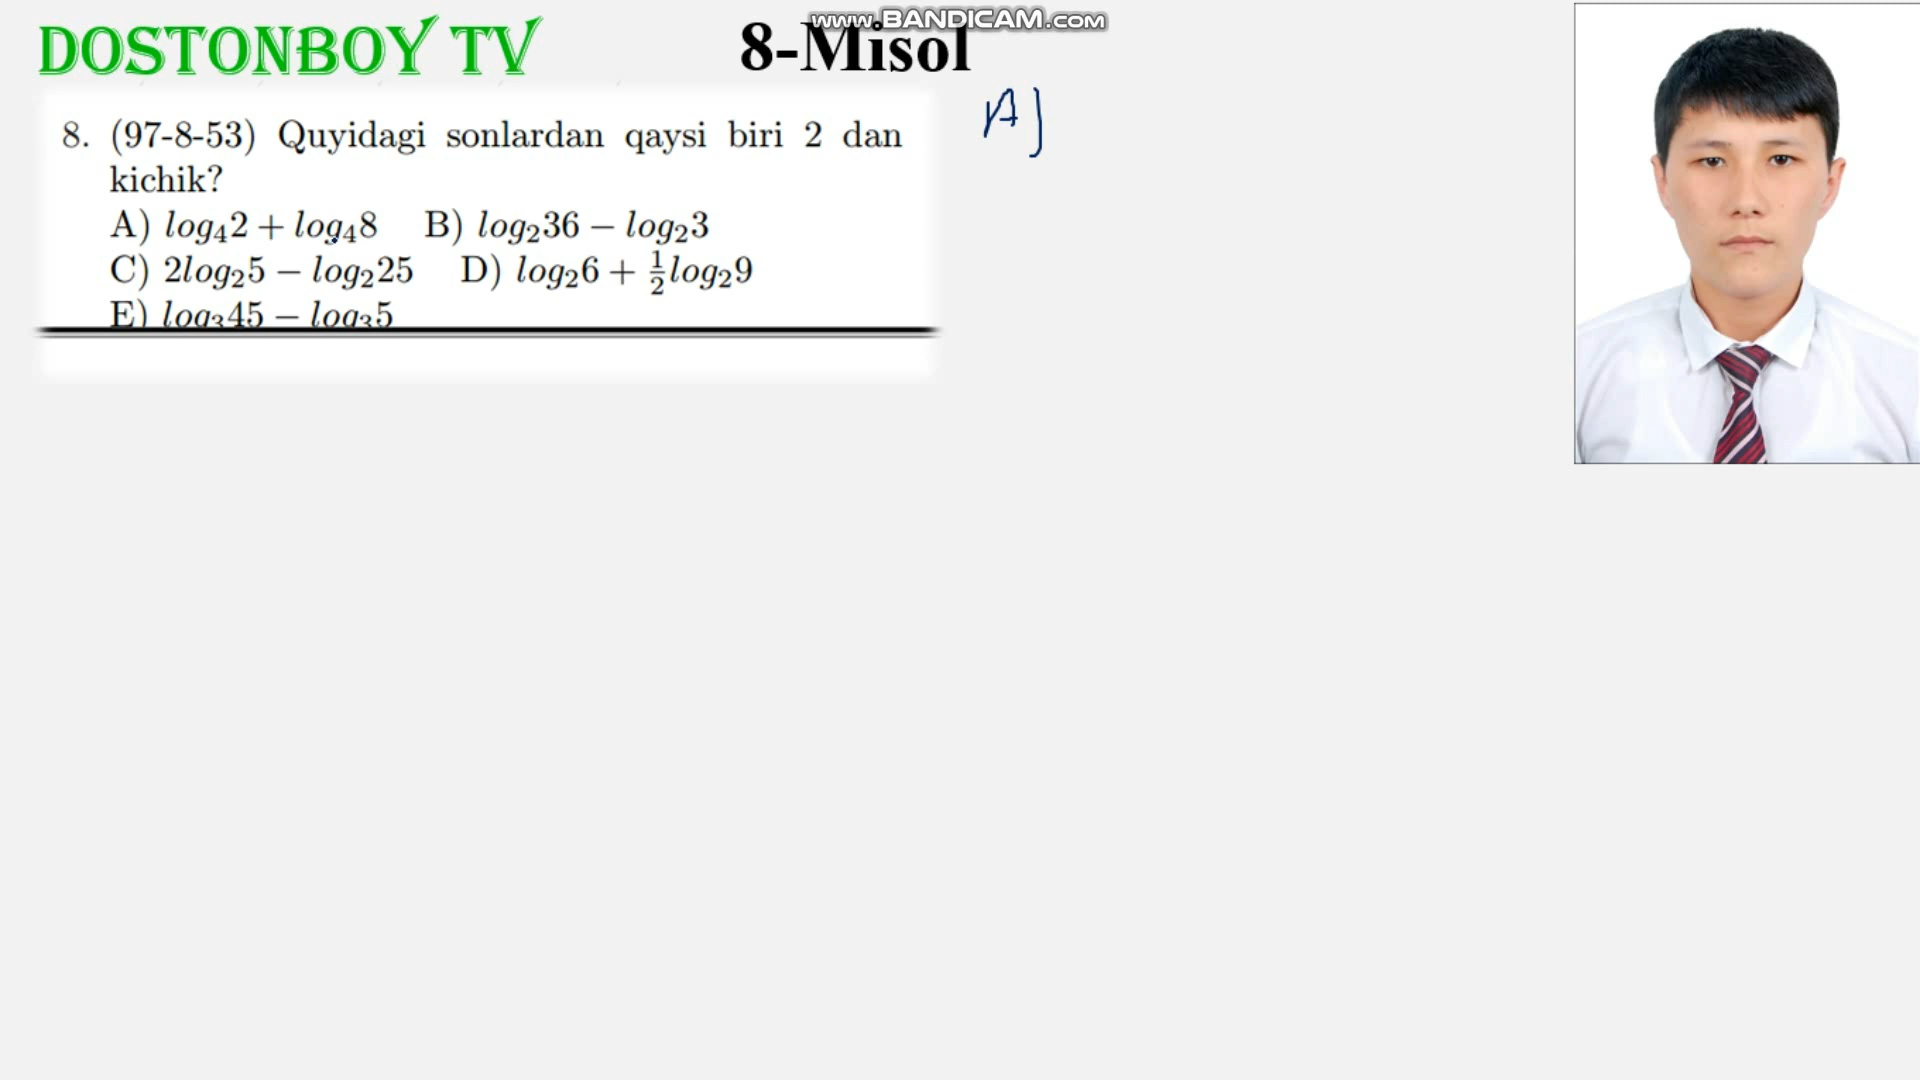 www.BANDICAM.com
DOSTONBOY TV
8-Misol
8. (97-8-53) Quyidagi sonlardan qaysi biri 2 dan
kichik?
A) log₄2 + log₄8 B) log₂36 − log₂3
C) 2log₂5 − log₂25 D) log₂6 + ½log₂9
E) log₃45 − log₃5
A)